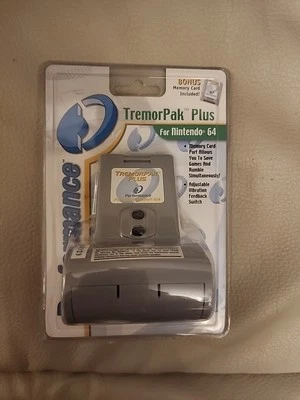 BONUS
Memory Card
Included!
TremorPak™ Plus
For Nintendo® 64
• Memory Card
Port Allows
You To Save
Games And
Rumble
Simultaneously!
• Adjustable
Vibration
Feedback
Switch
TREMORPAK
PLUS